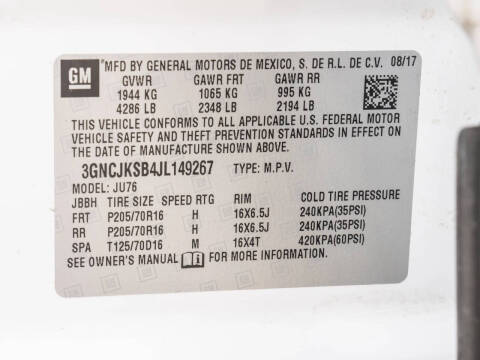 GM
*MFD BY GENERAL MOTORS DE MEXICO, S. DE R.L. DE C.V. 08/17
GVWR GAWR FRT GAWR RR
1944 KG 1065 KG 995 KG
4286 LB 2348 LB 2194 LB
THIS VEHICLE CONFORMS TO ALL APPLICABLE U.S. FEDERAL MOTOR
VEHICLE SAFETY AND THEFT PREVENTION STANDARDS IN EFFECT ON
THE DATE OF MANUFACTURE SHOWN ABOVE.
3GNCJKSB4JL149267 TYPE: M.P.V.
MODEL: JU76
JBBH TIRE SIZE SPEED RTG RIM COLD TIRE PRESSURE
FRT P205/70R16 H 16X6.5J 240KPA(35PSI)
RR P205/70R16 H 16X6.5J 240KPA(35PSI)
SPA T125/70D16 M 16X4T 420KPA(60PSI)
SEE OWNER'S MANUAL FOR MORE INFORMATION.